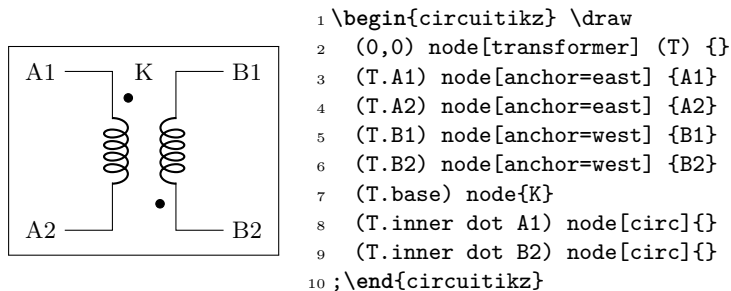 A1 K B1
A2 B2
1 \begin{circuitikz} \draw
2 (0,0) node[transformer] (T) {}
3 (T.A1) node[anchor=east] {A1}
4 (T.A2) node[anchor=east] {A2}
5 (T.B1) node[anchor=west] {B1}
6 (T.B2) node[anchor=west] {B2}
7 (T.base) node{K}
8 (T.inner dot A1) node[circ]{}
9 (T.inner dot B2) node[circ]{}
10 ;\end{circuitikz}